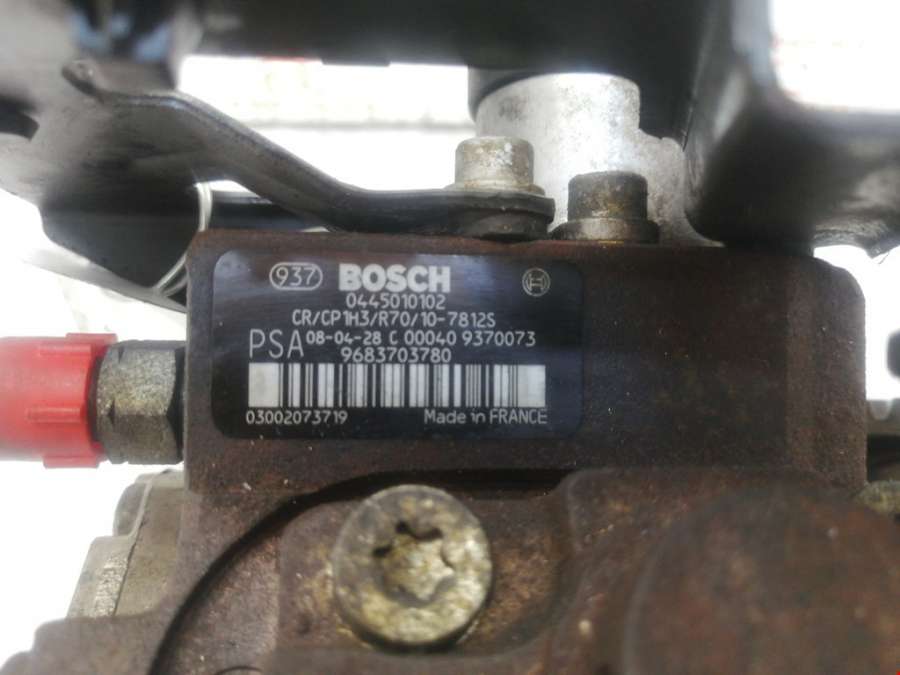 937 BOSCH
0445010102
CR/CP1H3/R70/10-7812S
PSA 08-04-28 C 00040 9370073
9683703780
03002073719 Made in FRANCE